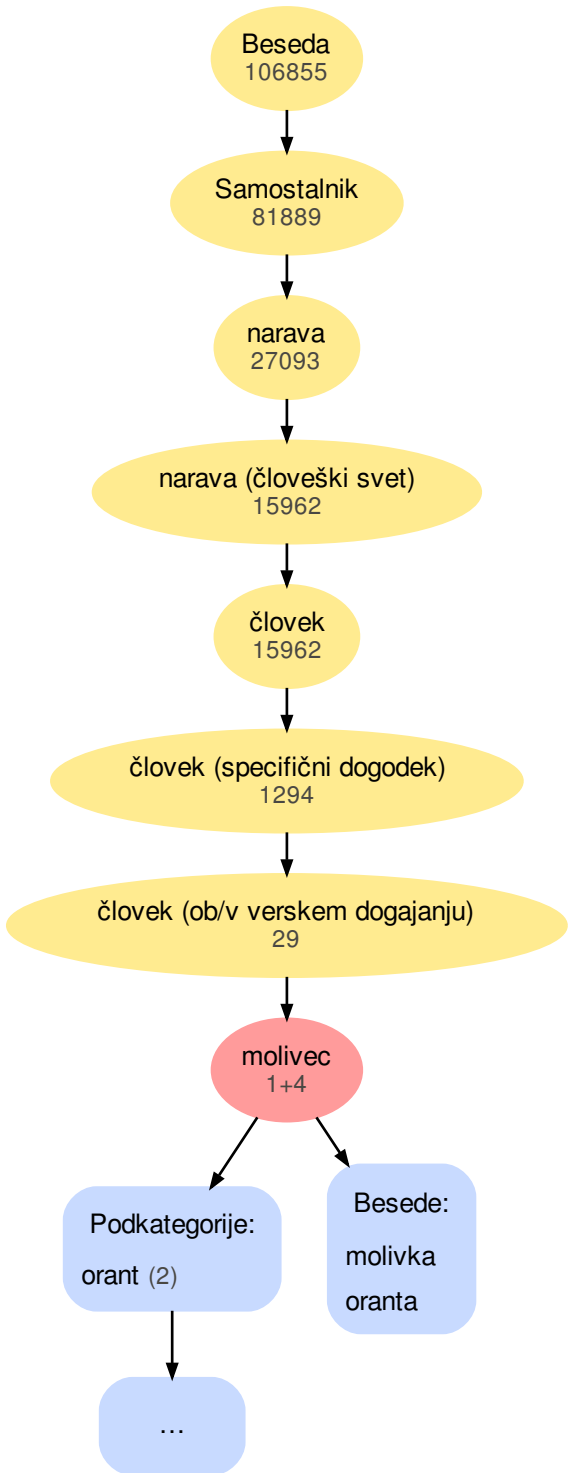 Beseda
106855
Samostalnik
81889
narava
27093
narava (človeški svet)
15962
človek
15962
človek (specifični dogodek)
1294
človek (ob/v verskem dogajanju)
29
molivec
1+4
Podkategorije:
orant (2)
Besede:
molivka
oranta
…